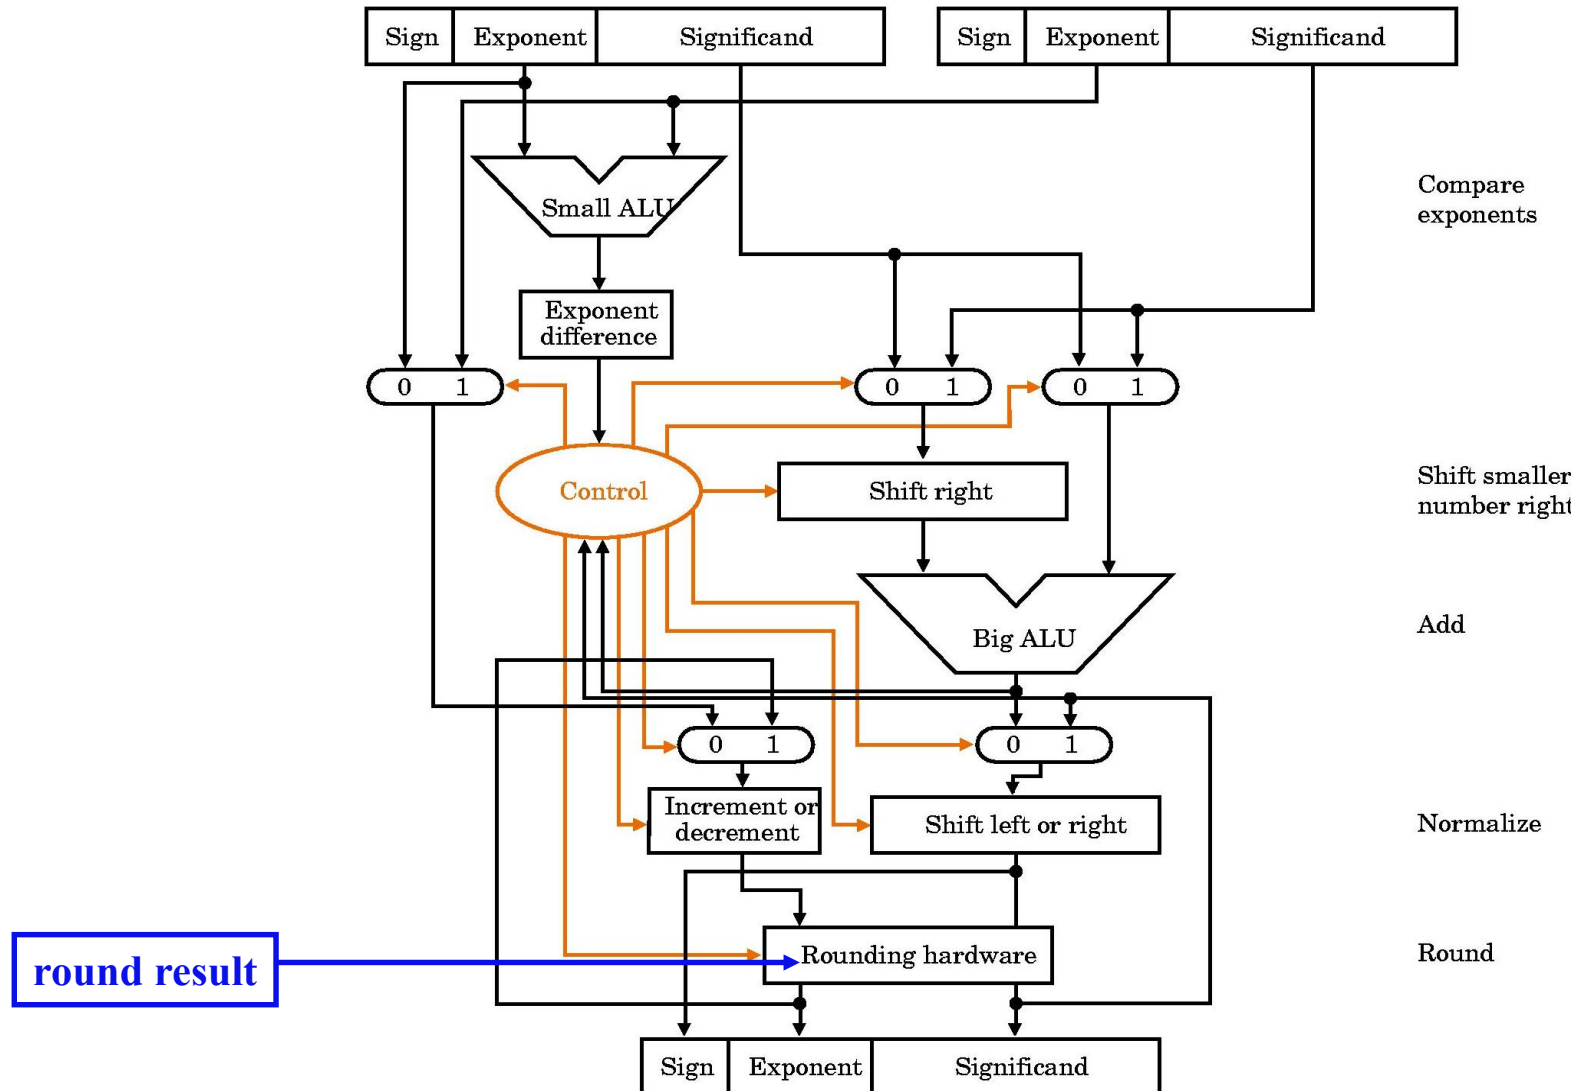 Sign Exponent Significand Sign Exponent Significand
Small ALU
Compare
exponents
Exponent
difference
0 1
0 1
0 1
Control
Shift right
Shift smaller
number right
Big ALU
Add
0 1
0 1
Increment or
decrement
Shift left or right
Normalize
round result
Rounding hardware
Round
Sign Exponent Significand